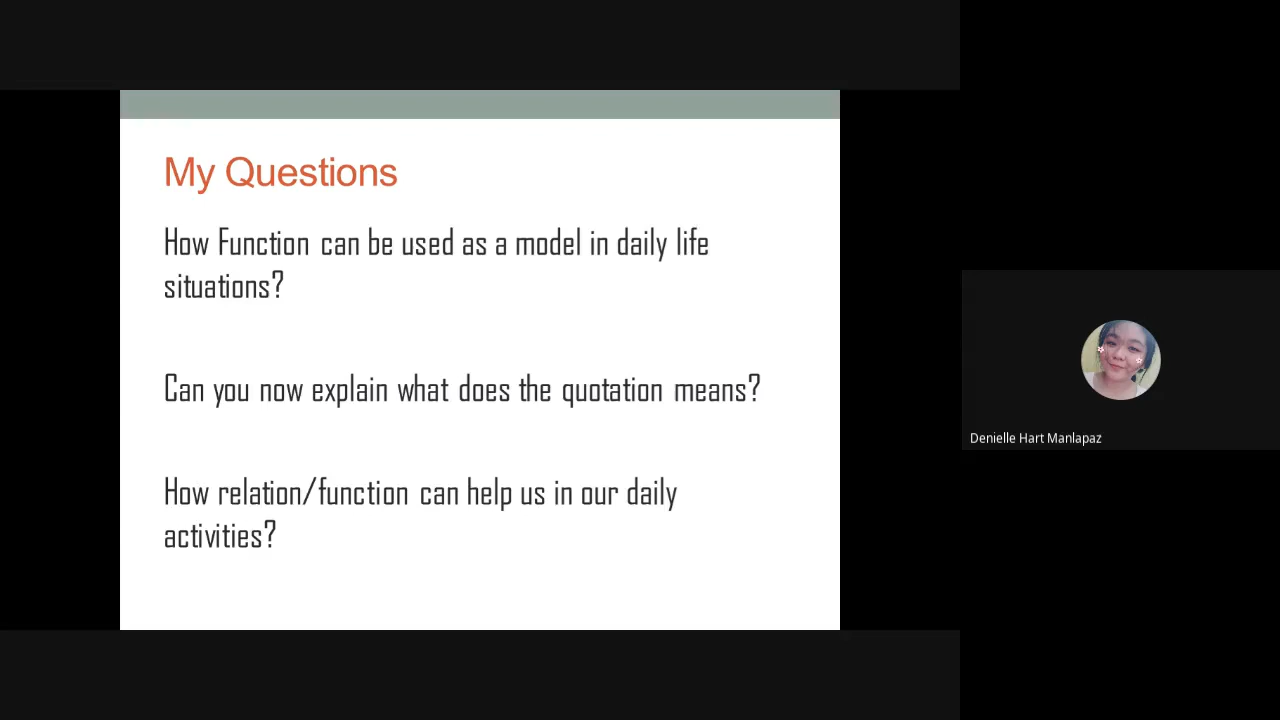 My Questions
How Function can be used as a model in daily life
situations?
Can you now explain what does the quotation means?
How relation/function can help us in our daily
activities?
Denielle Hart Manlapaz